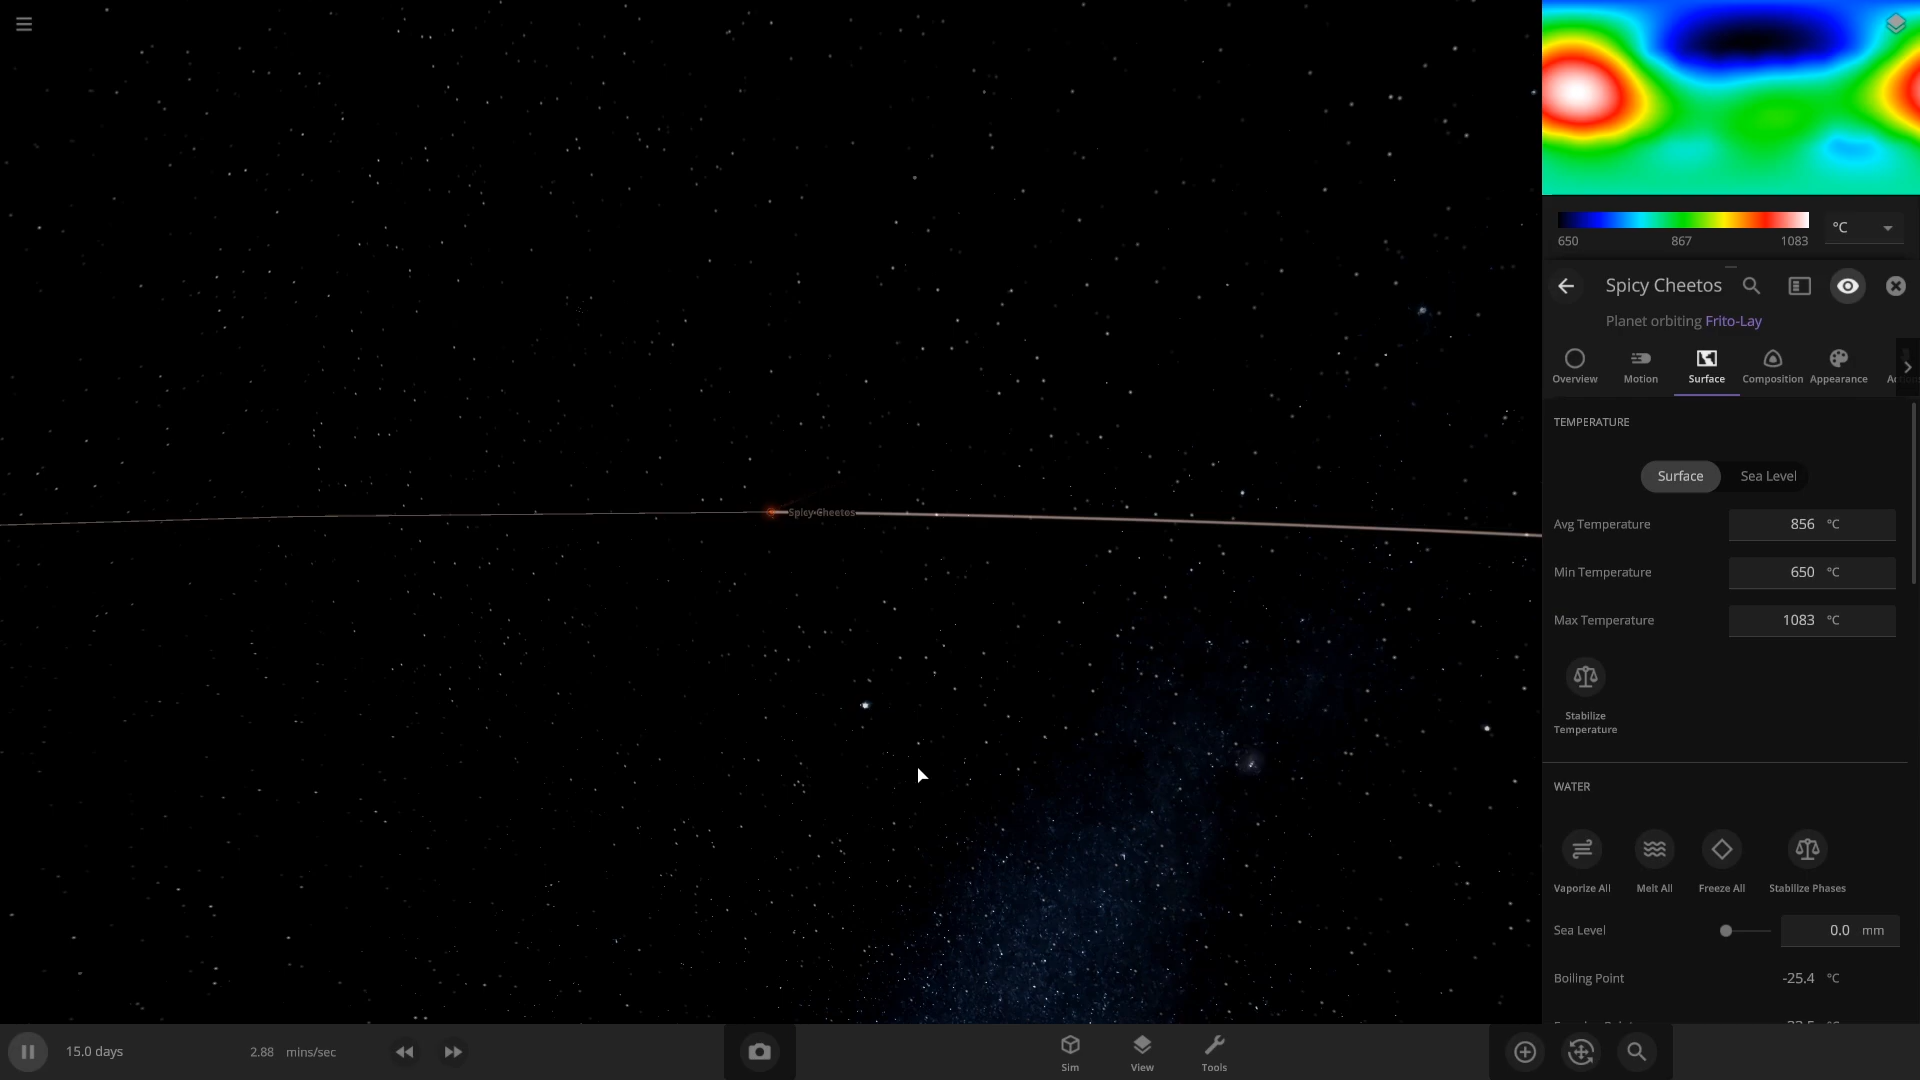 650 867 1083 °C
Spicy Cheetos
Planet orbiting Frito-Lay
Overview Motion Surface Composition Appearance
TEMPERATURE
Surface Sea Level
Spicy Cheetos
Avg Temperature 856 °C
Min Temperature 650 °C
Max Temperature 1083 °C
Stabilize
Temperature
WATER
Vaporize All Melt All Freeze All Stabilize Phases
Sea Level 0.0 mm
Boiling Point -25.4 °C
15.0 days 2.88 mins/sec
Sim View Tools